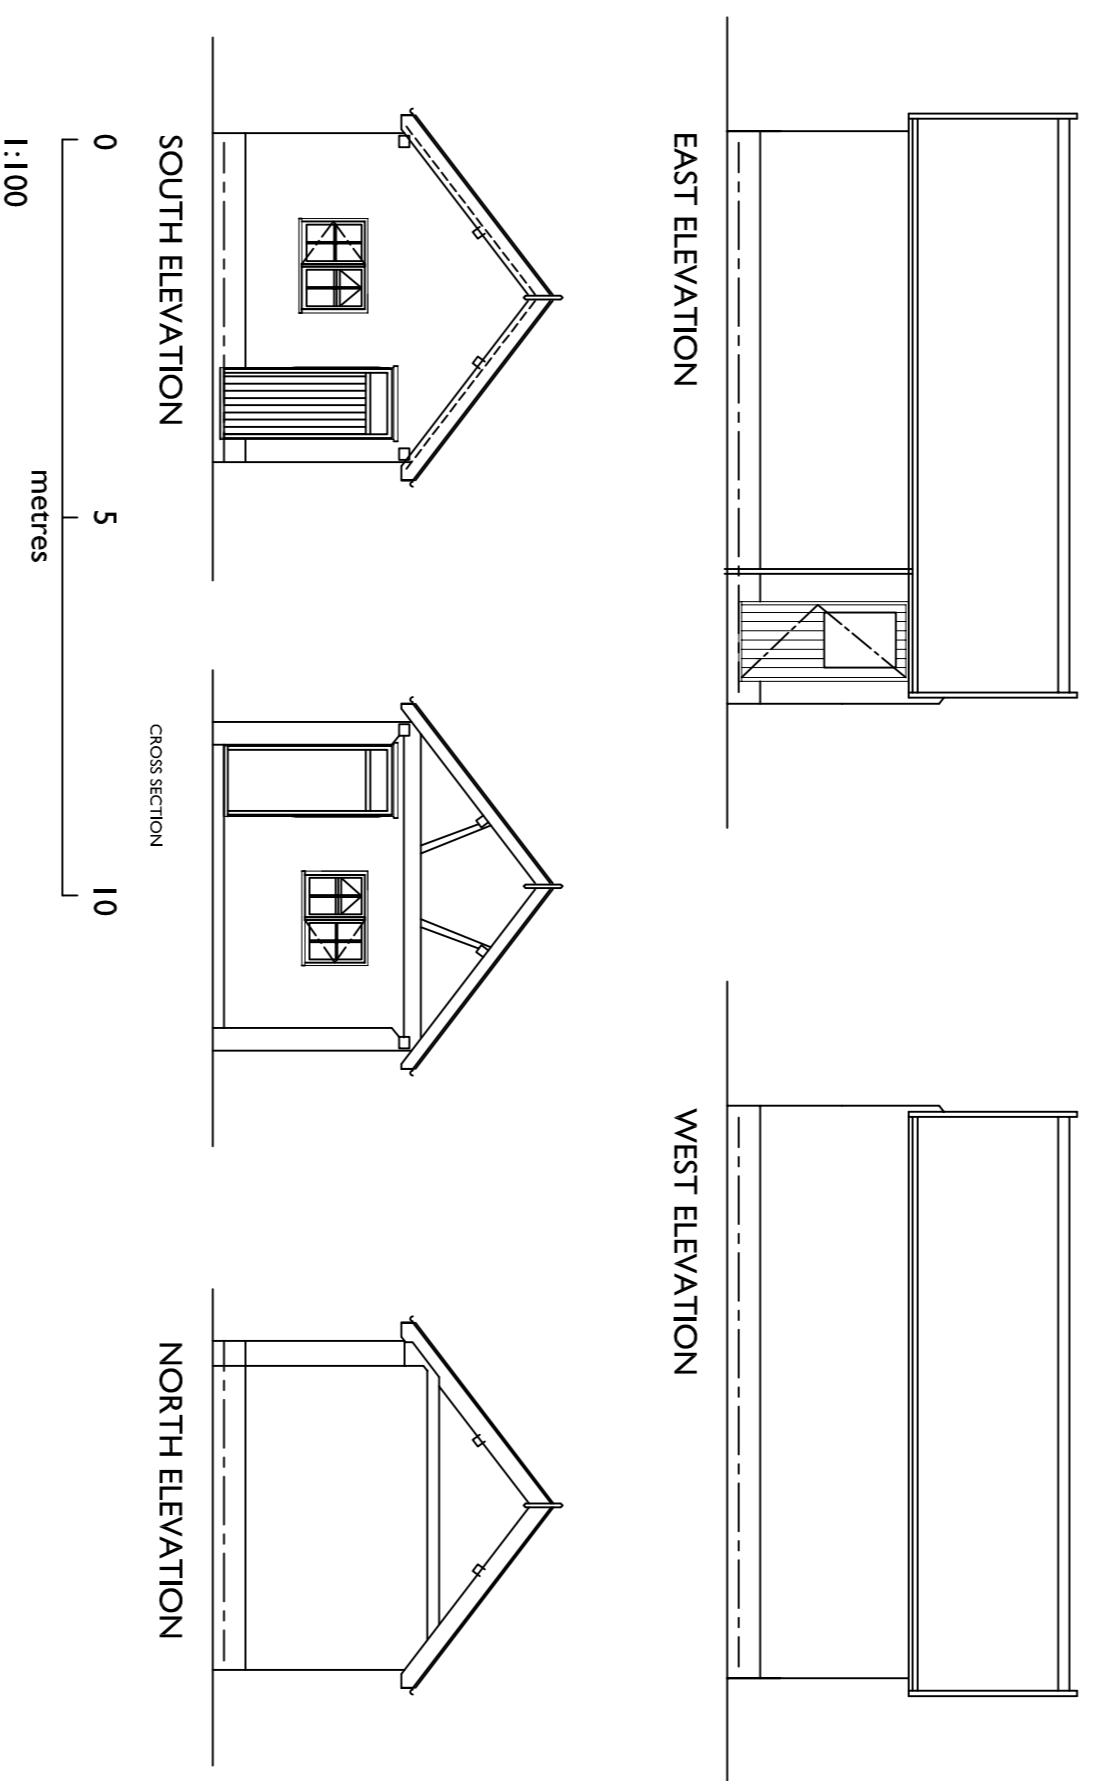 EAST ELEVATION
WEST ELEVATION
SOUTH ELEVATION
CROSS SECTION
NORTH ELEVATION
0 5 10
metres
1:100